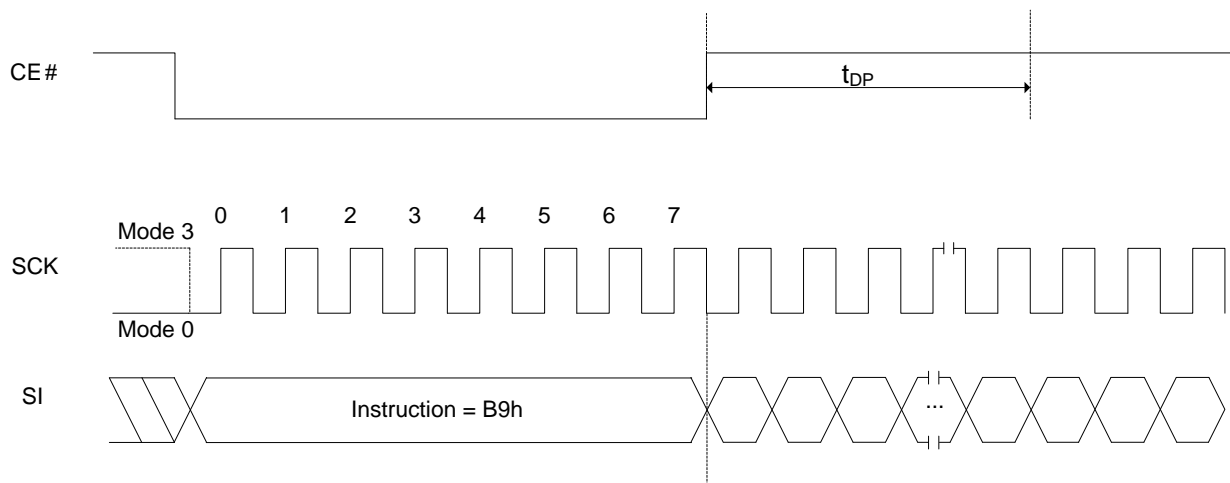 CE#
tDP
0 1 2 3 4 5 6 7
Mode 3
SCK
Mode 0
SI
Instruction = B9h
...